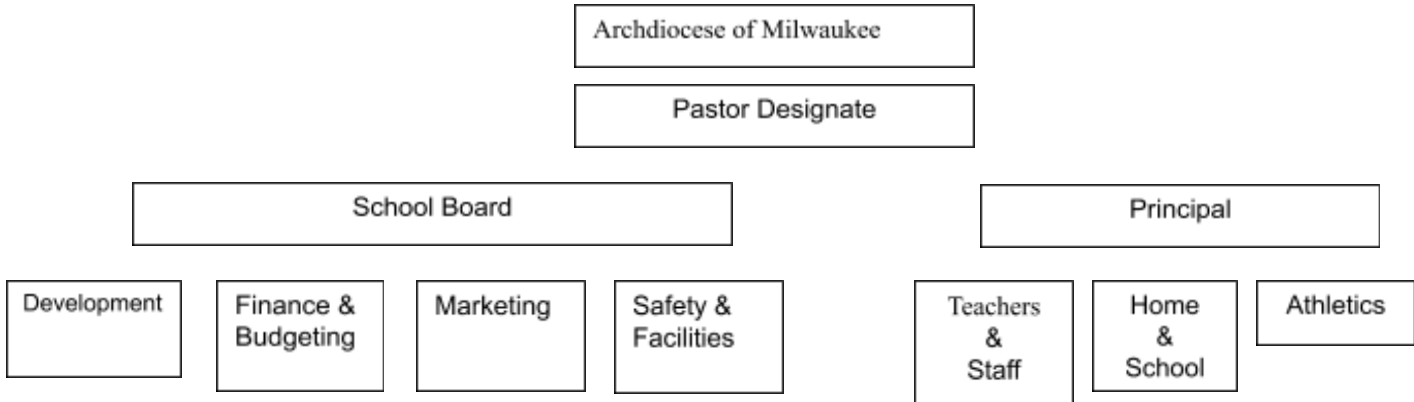 Archdiocese of Milwaukee
Pastor Designate
School Board
Principal
Development
Finance &
Budgeting
Marketing
Safety &
Facilities
Teachers
&
Staff
Home
&
School
Athletics